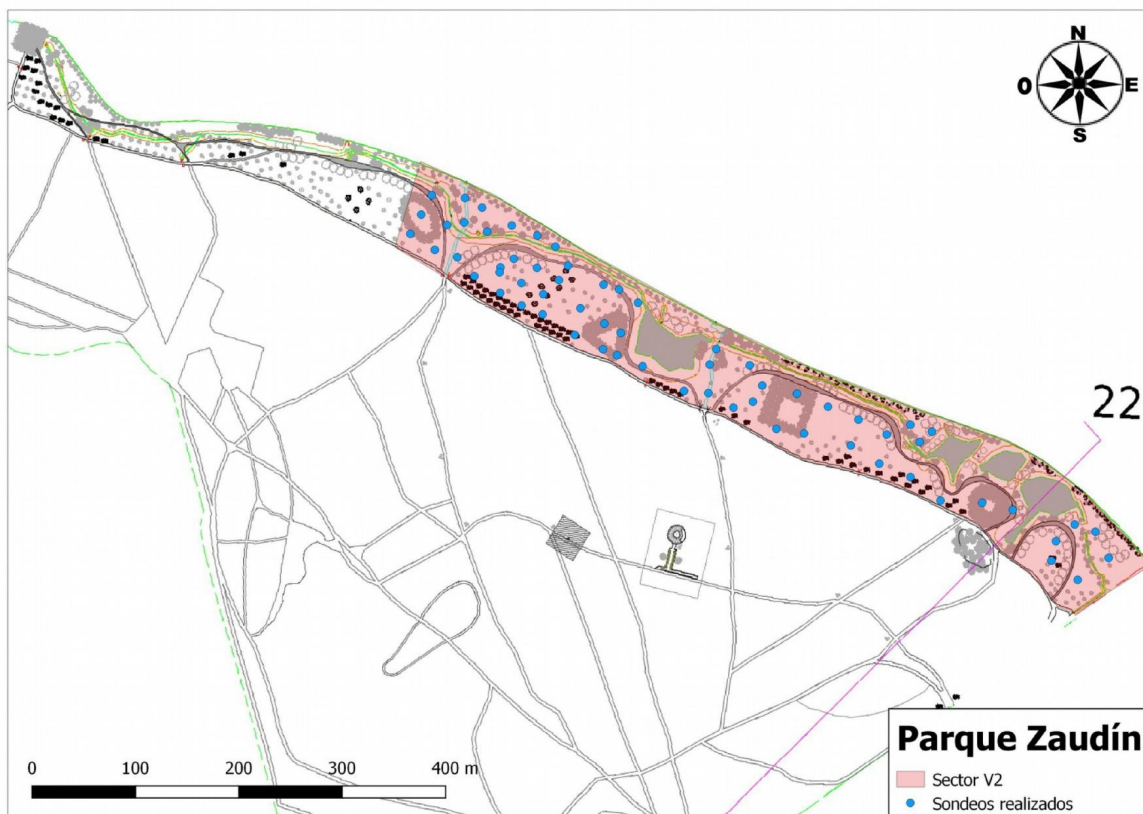 N
O
E
S
22
0
100
200
300
400 m
Parque Zaudín
Sector V2
Sondeos realizados